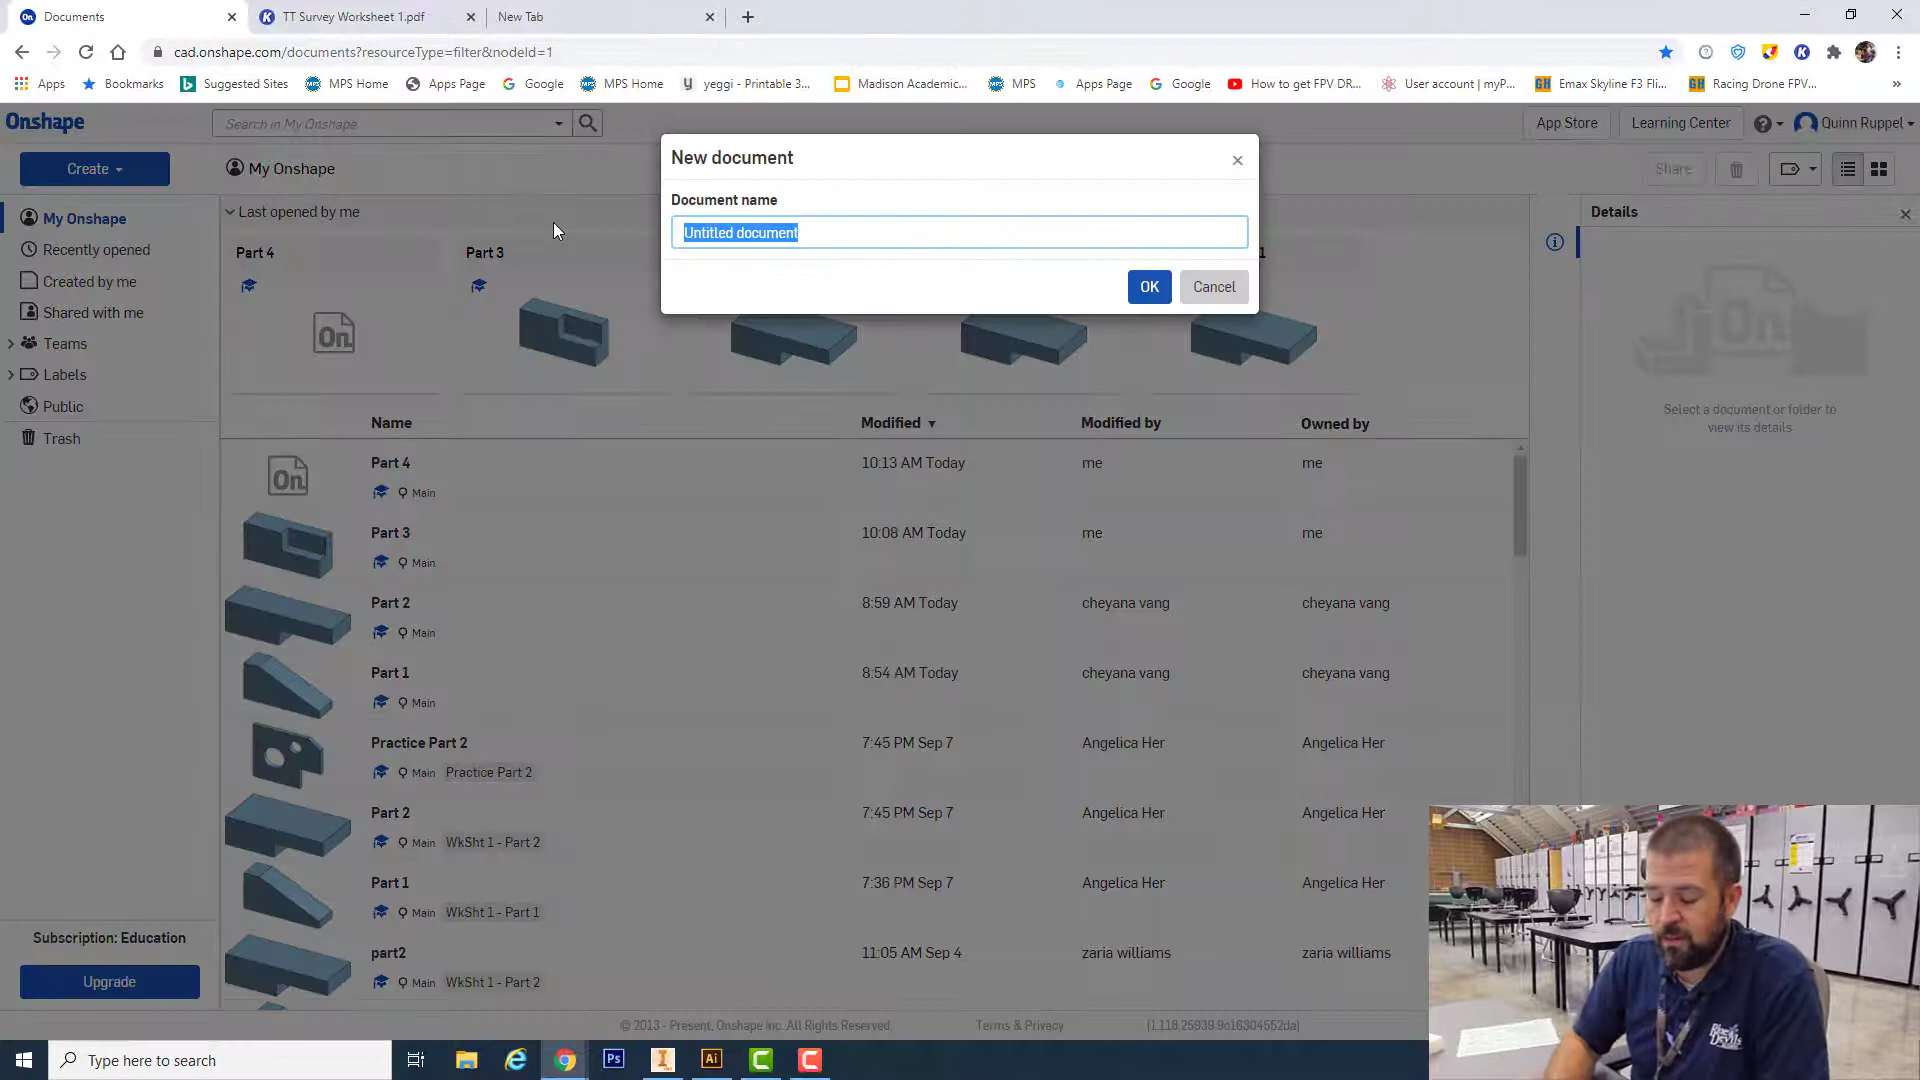 Documents
TT Survey Worksheet 1.pdf
New Tab
cad.onshape.com/documents?resourceType=filter&nodeId=1
Apps
Bookmarks
Suggested Sites
MPS Home
Apps Page
Google
MPS Home
yeggi - Printable 3...
Madison Academic...
MPS
Apps Page
Google
How to get FPV DR...
User account | myP...
Emax Skyline F3 Fli...
Racing Drone FPV...
Onshape
Search in My Onshape
App Store
Learning Center
Quinn Ruppel
Create
My Onshape
Share
New document
Document name
Untitled document
OK
Cancel
My Onshape
Recently opened
Created by me
Shared with me
Teams
Labels
Public
Trash
Last opened by me
Part 4
Part 3
1
Details
Select a document or folder to
view its details
Name
Modified
Modified by
Owned by
Part 4
10:13 AM Today
me
me
Main
Part 3
10:08 AM Today
me
me
Main
Part 2
8:59 AM Today
cheyana vang
cheyana vang
Main
Part 1
8:54 AM Today
cheyana vang
cheyana vang
Main
Practice Part 2
7:45 PM Sep 7
Angelica Her
Angelica Her
Main
Practice Part 2
Part 2
7:45 PM Sep 7
Angelica Her
Angelica Her
Main
WkSht 1 - Part 2
Part 1
7:36 PM Sep 7
Angelica Her
Angelica Her
Main
WkSht 1 - Part 1
part2
11:05 AM Sep 4
zaria williams
zaria williams
Main
WkSht 1 - Part 2
Subscription: Education
Upgrade
© 2013 - Present, Onshape Inc. All Rights Reserved.
Terms & Privacy
(1.118.25939.9c16304552da)
Blue Devils
Type here to search